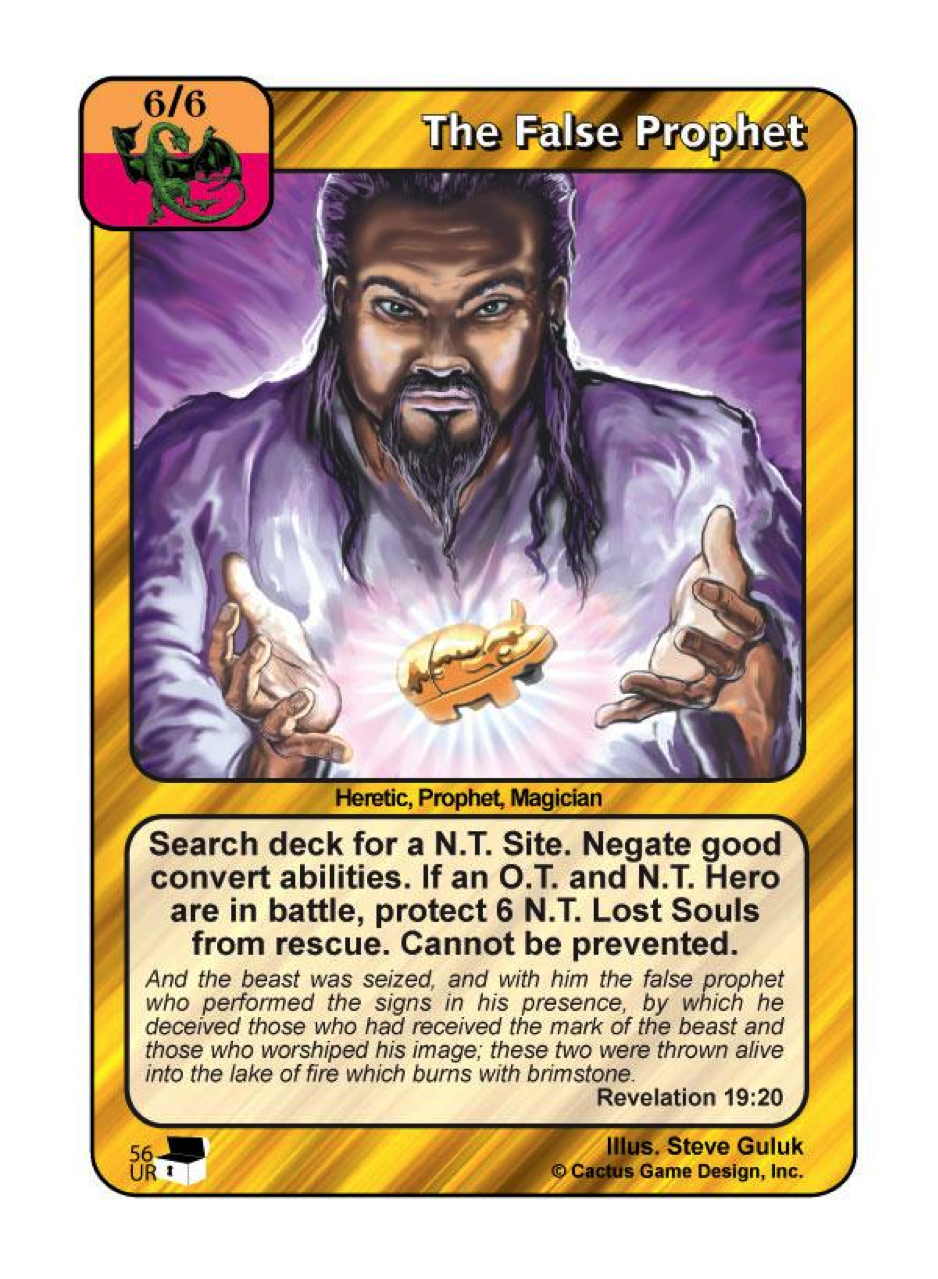 6/6
The False Prophet
Heretic, Prophet, Magician
Search deck for a N.T. Site. Negate good
convert abilities. If an O.T. and N.T. Hero
are in battle, protect 6 N.T. Lost Souls
from rescue. Cannot be prevented.
And the beast was seized, and with him the false prophet
who performed the signs in his presence, by which he
deceived those who had received the mark of the beast and
those who worshiped his image; these two were thrown alive
into the lake of fire which burns with brimstone.
Revelation 19:20
56
UR
Illus. Steve Guluk
© Cactus Game Design, Inc.